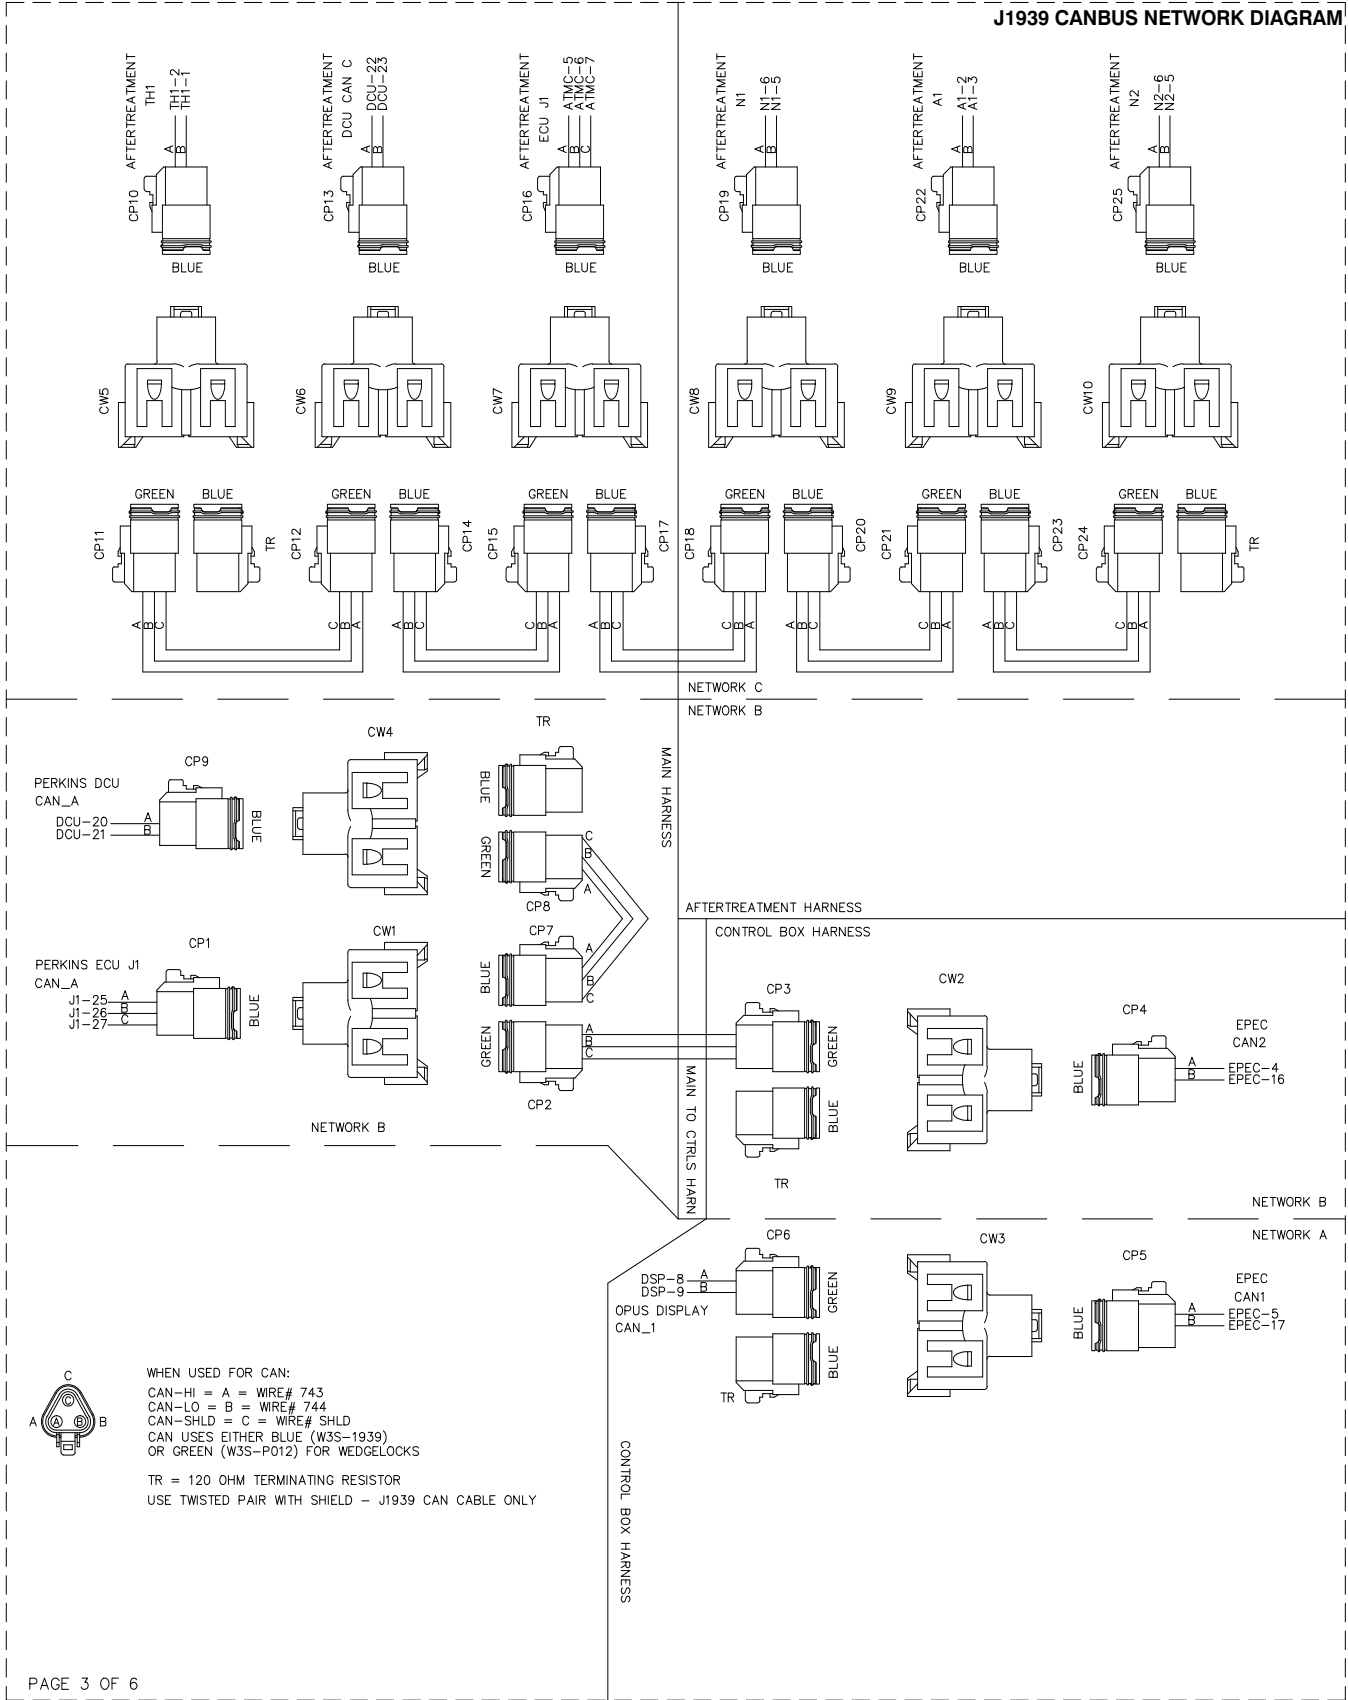 J1939 CANBUS NETWORK DIAGRAM
AFTERTREATMENT
TH1
TH1-2
TH1-1
A
B
CP10
BLUE
AFTERTREATMENT
DCU CAN C
DCU-22
DCU-23
A
B
CP13
BLUE
AFTERTREATMENT
ECU J1
ATMC-5
ATMC-6
ATMC-7
A
B
C
CP16
BLUE
AFTERTREATMENT
N1
N1-6
N1-5
A
B
CP19
BLUE
AFTERTREATMENT
A1
A1-2
A1-3
A
B
CP22
BLUE
AFTERTREATMENT
N2
N2-6
N2-5
A
B
CP25
BLUE
CW5
CW6
CW7
CW8
CW9
CW10
GREEN BLUE
CP11
TR
GREEN BLUE
CP12
CP14
GREEN BLUE
CP15
CP17
GREEN BLUE
CP18
CP20
GREEN BLUE
CP21
CP23
GREEN BLUE
CP24
TR
A B C
C B A
A B C
C B A
A B C
C B A
A B C
C B A
A B C
C B A
NETWORK C
NETWORK B
MAIN HARNESS
PERKINS DCU
CAN_A
DCU-20 A
DCU-21 B
CP9
BLUE
CW4
TR
BLUE
GREEN
C
B
A
CP8
PERKINS ECU J1
CAN_A
J1-25 A
J1-26 B
J1-27 C
CP1
BLUE
CW1
CP7
BLUE
A
B
C
GREEN
A
B
C
CP2
NETWORK B
AFTERTREATMENT HARNESS
CONTROL BOX HARNESS
MAIN TO CTRLS HARN
CP3
GREEN
BLUE
TR
CW2
CP4
BLUE
EPEC
CAN2
A EPEC-4
B EPEC-16
NETWORK B
NETWORK A
CP6
DSP-8 A
DSP-9 B
OPUS DISPLAY
CAN_1
GREEN
BLUE
TR
CW3
CP5
BLUE
EPEC
CAN1
A EPEC-5
B EPEC-17
CONTROL BOX HARNESS
C
C
A A B B
WHEN USED FOR CAN:
CAN-HI = A = WIRE# 743
CAN-LO = B = WIRE# 744
CAN-SHLD = C = WIRE# SHLD
CAN USES EITHER BLUE (W3S-1939)
OR GREEN (W3S-P012) FOR WEDGELOCKS
TR = 120 OHM TERMINATING RESISTOR
USE TWISTED PAIR WITH SHIELD - J1939 CAN CABLE ONLY
PAGE 3 OF 6